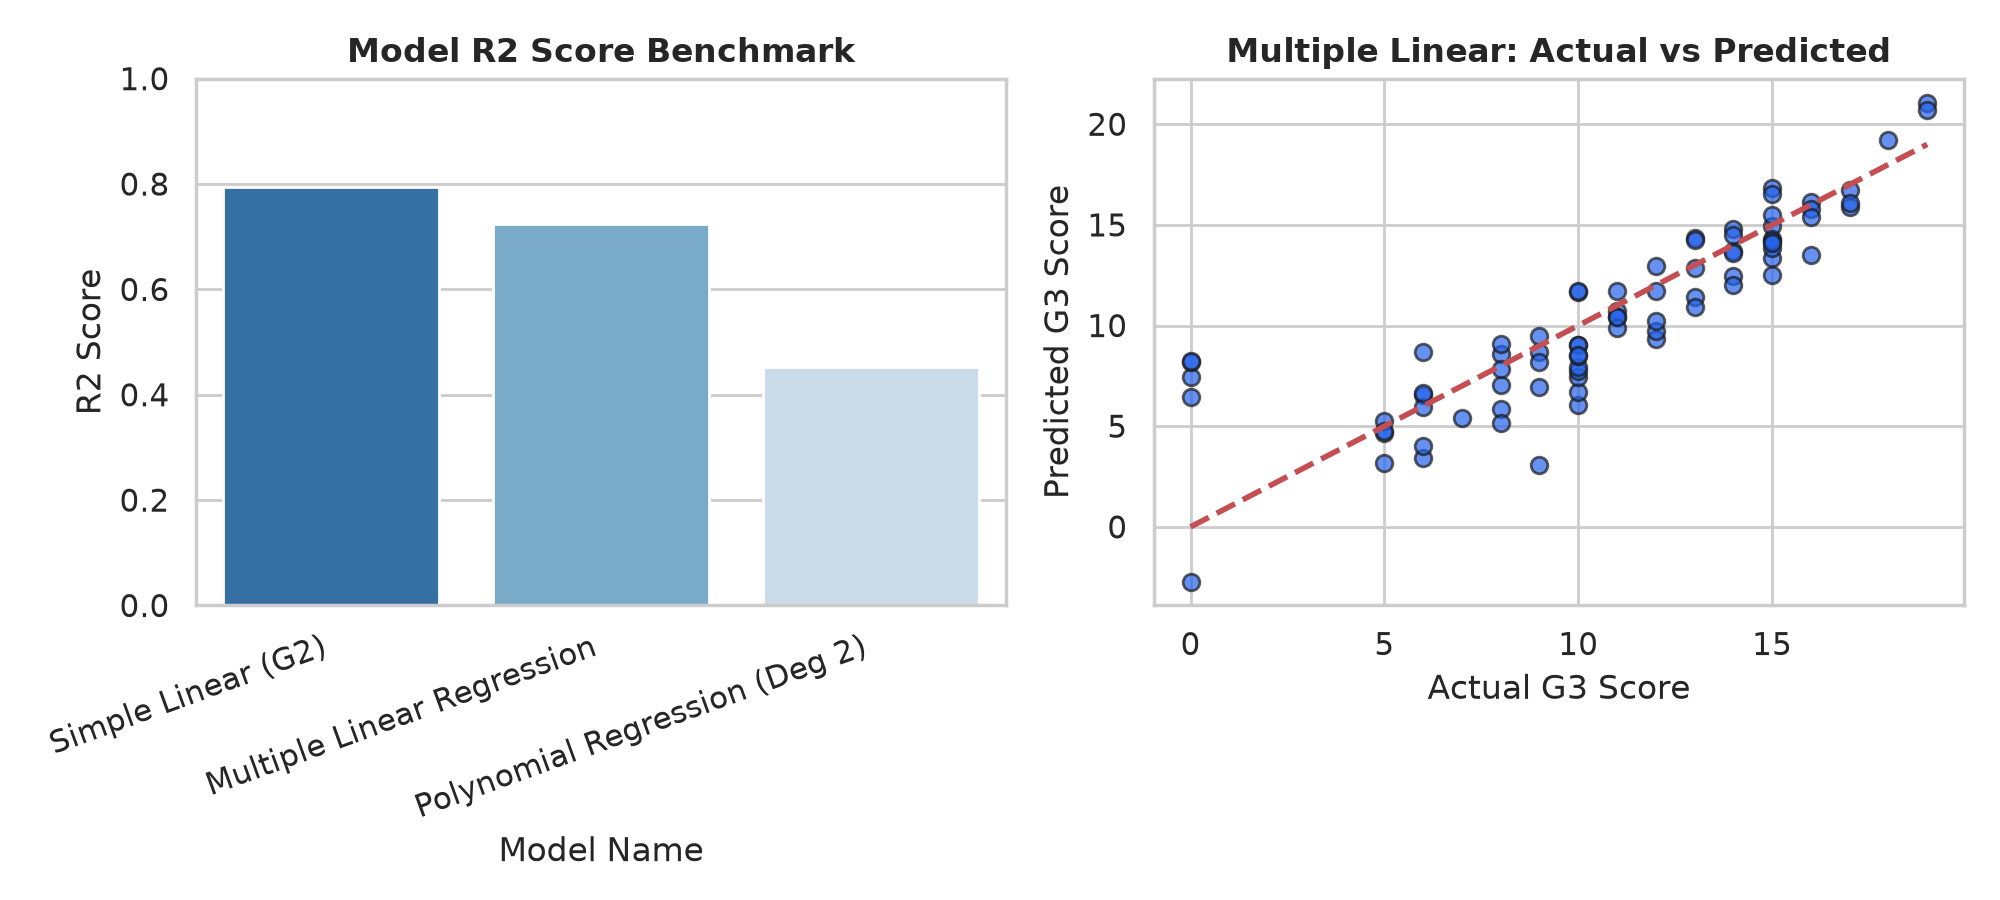 Model R2 Score Benchmark
1.0
0.8
0.6
0.4
0.2
0.0
R2 Score
Simple Linear (G2)
Multiple Linear Regression
Polynomial Regression (Deg 2)
Model Name
Multiple Linear: Actual vs Predicted
20
15
10
5
0
Predicted G3 Score
0
5
10
15
Actual G3 Score